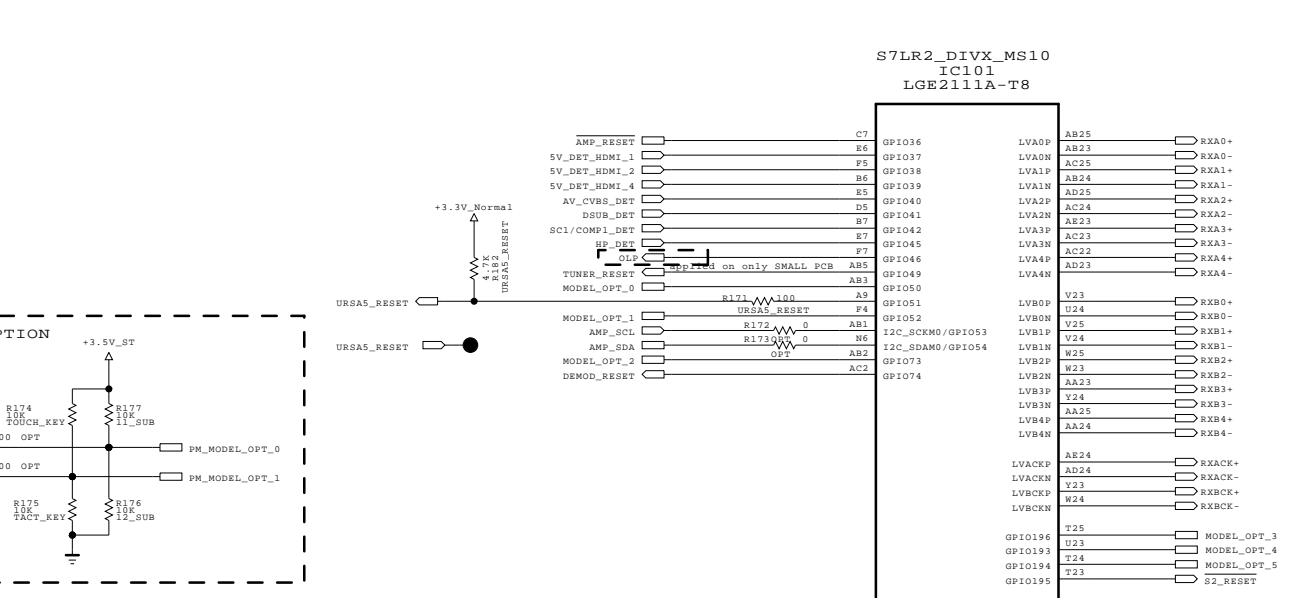 S7LR2_DIVX_MS10
IC101
LGE2111A-T8
AMP_RESET C7 GPIO36 LVA0P AB25 RXA0+
5V_DET_HDMI_1 E6 GPIO37 LVA0N AB23 RXA0-
5V_DET_HDMI_2 F5 GPIO38 LVA1P AC25 RXA1+
5V_DET_HDMI_4 B6 GPIO39 LVA1N AB24 RXA1-
AV_CVBS_DET E5 GPIO40 LVA2P AD25 RXA2+
DSUB_DET D5 GPIO41 LVA2N AC24 RXA2-
SC1/COMP1_DET B7 GPIO42 LVA3P AE23 RXA3+
HP_DET E7 GPIO45 LVA3N AC23 RXA3-
OLP F7 GPIO46 LVA4P AC22 RXA4+
applied on only SMALL PCB
TUNER_RESET AB5 GPIO49 LVA4N AD23 RXA4-
MODEL_OPT_0 AB3 GPIO50
+3.3V_Normal
4.7K
R182
URSA5_RESET
URSA5_RESET R171 100 A9 GPIO51 LVB0P V23 RXB0+
URSA5_RESET
MODEL_OPT_1 F4 GPIO52 LVB0N U24 RXB0-
AMP_SCL R172 0 AB1 I2C_SCKM0/GPIO53 LVB1P V25 RXB1+
OPT
AMP_SDA R173 0 N6 I2C_SDAM0/GPIO54 LVB1N V24 RXB1-
OPT
URSA5_RESET
MODEL_OPT_2 AB2 GPIO73 LVB2P W25 RXB2+
DEMOD_RESET AC2 GPIO74 LVB2N W23 RXB2-
LVB3P AA23 RXB3+
LVB3N Y24 RXB3-
LVB4P AA25 RXB4+
LVB4N AA24 RXB4-
LVACKP AE24 RXACK+
LVACKN AD24 RXACK-
LVBCKP Y23 RXBCK+
LVBCKN W24 RXBCK-
GPIO196 T25 MODEL_OPT_3
GPIO193 U23 MODEL_OPT_4
GPIO194 T24 MODEL_OPT_5
GPIO195 T23 S2_RESET
PTION
+3.5V_ST
R174
10K
TOUCH_KEY
R177
10K
11_SUB
00 OPT
PM_MODEL_OPT_0
00 OPT
PM_MODEL_OPT_1
R175
10K
TACT_KEY
R176
10K
12_SUB